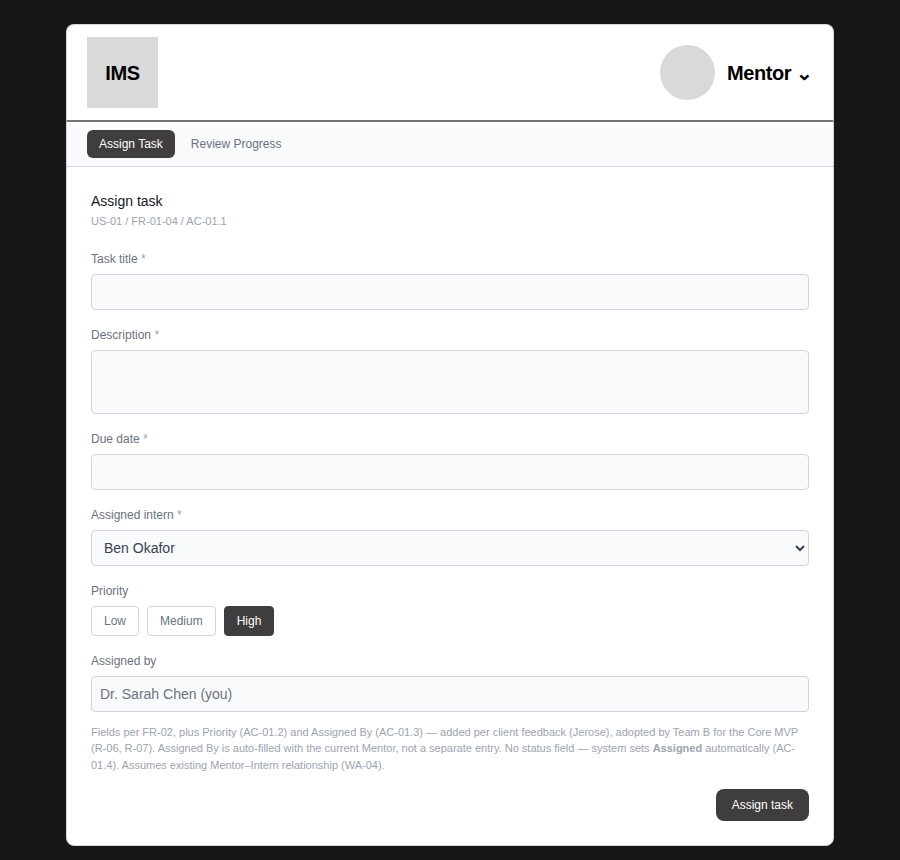 IMS
Mentor
Assign Task
Review Progress
Assign task
US-01 / FR-01-04 / AC-01.1
Task title *
Description *
Due date *
Assigned intern *
Ben Okafor
Priority
Low
Medium
High
Assigned by
Dr. Sarah Chen (you)
Fields per FR-02, plus Priority (AC-01.2) and Assigned By (AC-01.3) — added per client feedback (Jerose), adopted by Team B for the Core MVP
(R-06, R-07). Assigned By is auto-filled with the current Mentor, not a separate entry. No status field — system sets Assigned automatically (AC-
01.4). Assumes existing Mentor–Intern relationship (WA-04).
Assign task